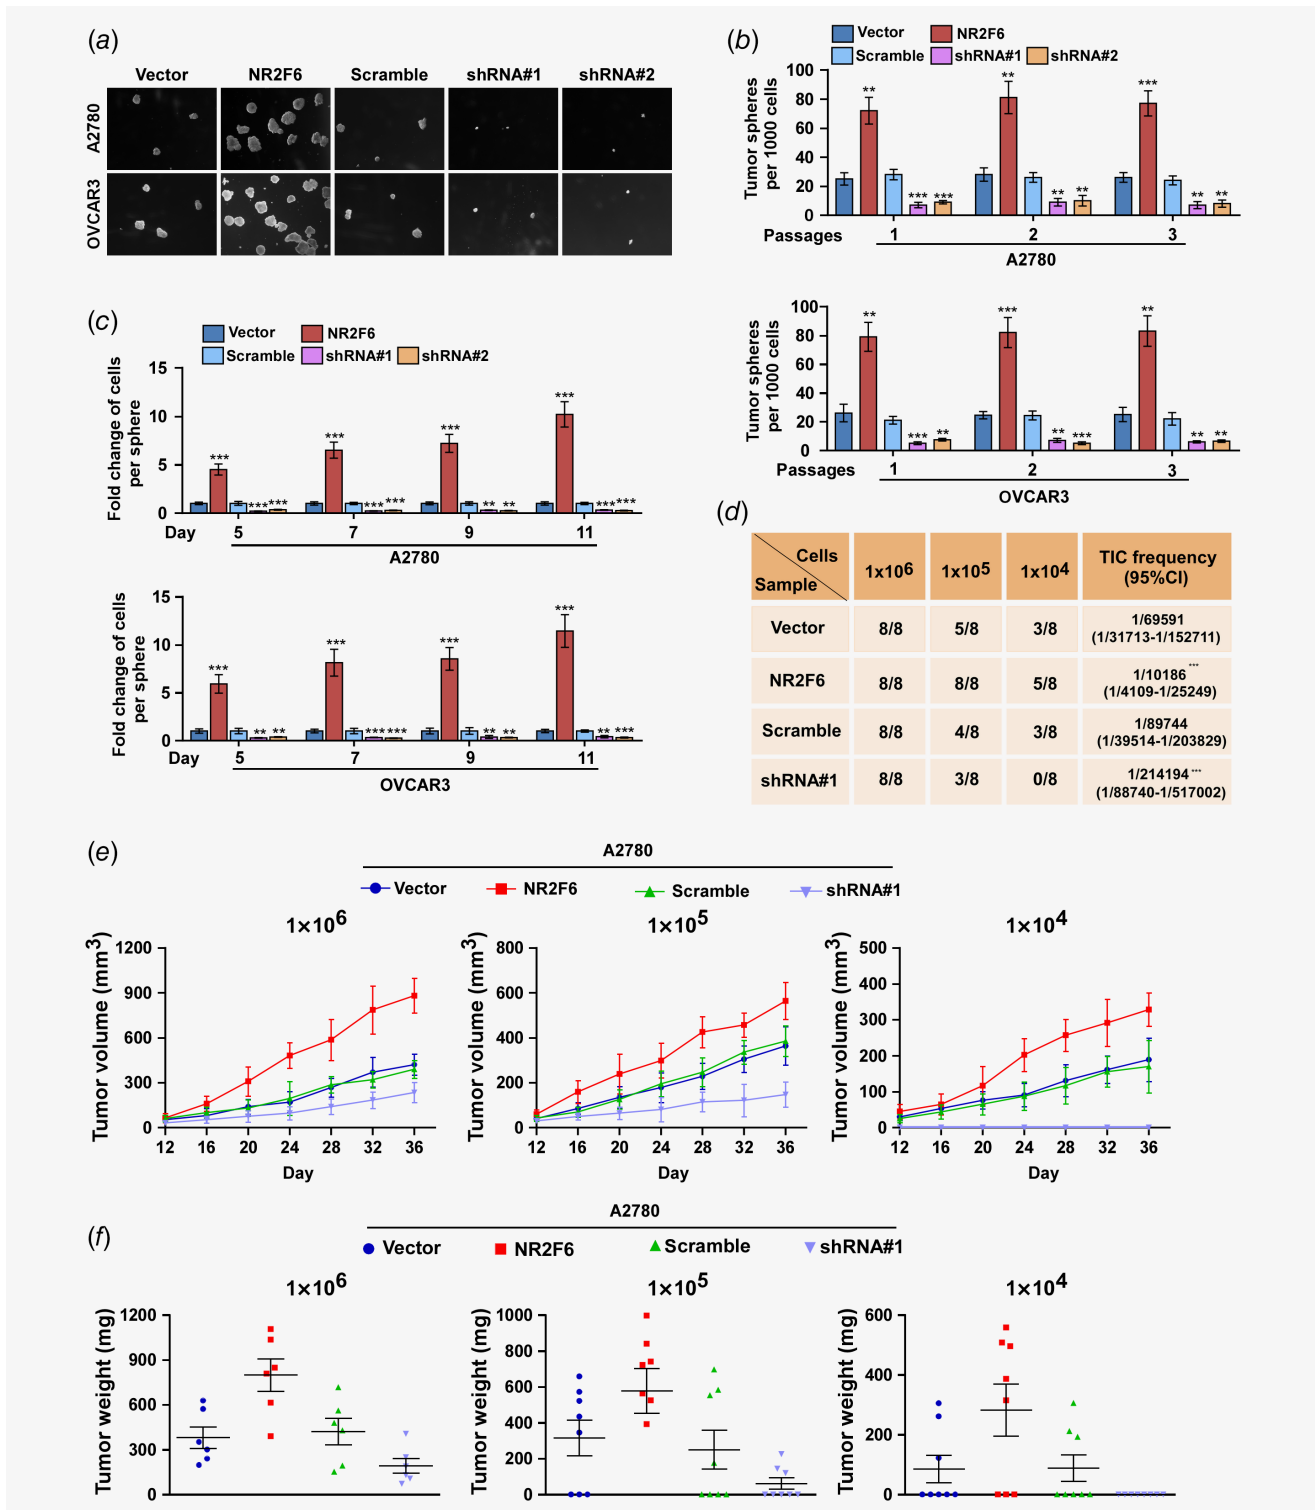 (a)
Vector NR2F6 Scramble shRNA#1 shRNA#2
A2780
OVCAR3
(b)
Vector NR2F6
Scramble shRNA#1 shRNA#2
Tumor spheres
per 1000 cells
100
80
60
40
20
0
** ** ***
*** *** ** ** ** **
Passages 1 2 3
A2780
Tumor spheres
per 1000 cells
100
80
60
40
20
0
** *** **
*** ** ** *** ** **
Passages 1 2 3
OVCAR3
(c)
Vector NR2F6
Scramble shRNA#1 shRNA#2
Fold change of cells
per sphere
15
10
5
0
*** *** *** ***
*** *** *** *** ** ** *** ***
Day 5 7 9 11
A2780
Fold change of cells
per sphere
15
10
5
0
*** *** *** ***
** ** *** *** ** ** ** ***
Day 5 7 9 11
OVCAR3
(d)
Cells
Sample
1x10^6 1x10^5 1x10^4 TIC frequency
(95%CI)
Vector 8/8 5/8 3/8 1/69591
(1/31713-1/152711)
NR2F6 8/8 8/8 5/8 1/10186 ***
(1/4109-1/25249)
Scramble 8/8 4/8 3/8 1/89744
(1/39514-1/203829)
shRNA#1 8/8 3/8 0/8 1/214194 ***
(1/88740-1/517002)
(e)
A2780
Vector NR2F6 Scramble shRNA#1
1×10^6
Tumor volume (mm^3)
1200
900
600
300
0
12 16 20 24 28 32 36
Day
1×10^5
Tumor volume (mm^3)
800
600
400
200
0
12 16 20 24 28 32 36
Day
1×10^4
Tumor volume (mm^3)
500
400
300
200
100
0
12 16 20 24 28 32 36
Day
(f)
A2780
Vector NR2F6 Scramble shRNA#1
1×10^6
Tumor weight (mg)
1200
900
600
300
0
1×10^5
Tumor weight (mg)
1000
800
600
400
200
0
1×10^4
Tumor weight (mg)
600
400
200
0